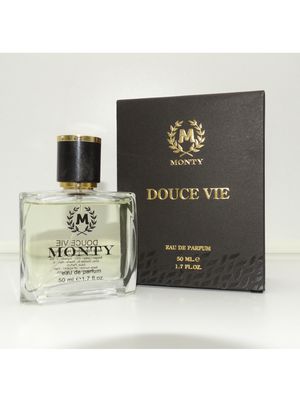 M
MONTY
DOUCE VIE
EAU DE PARFUM
50 ML.℮
1.7 FL.OZ.
M
MONTY
eau de parfum
50 ml℮1.7 fl.oz
DOUCE VIE